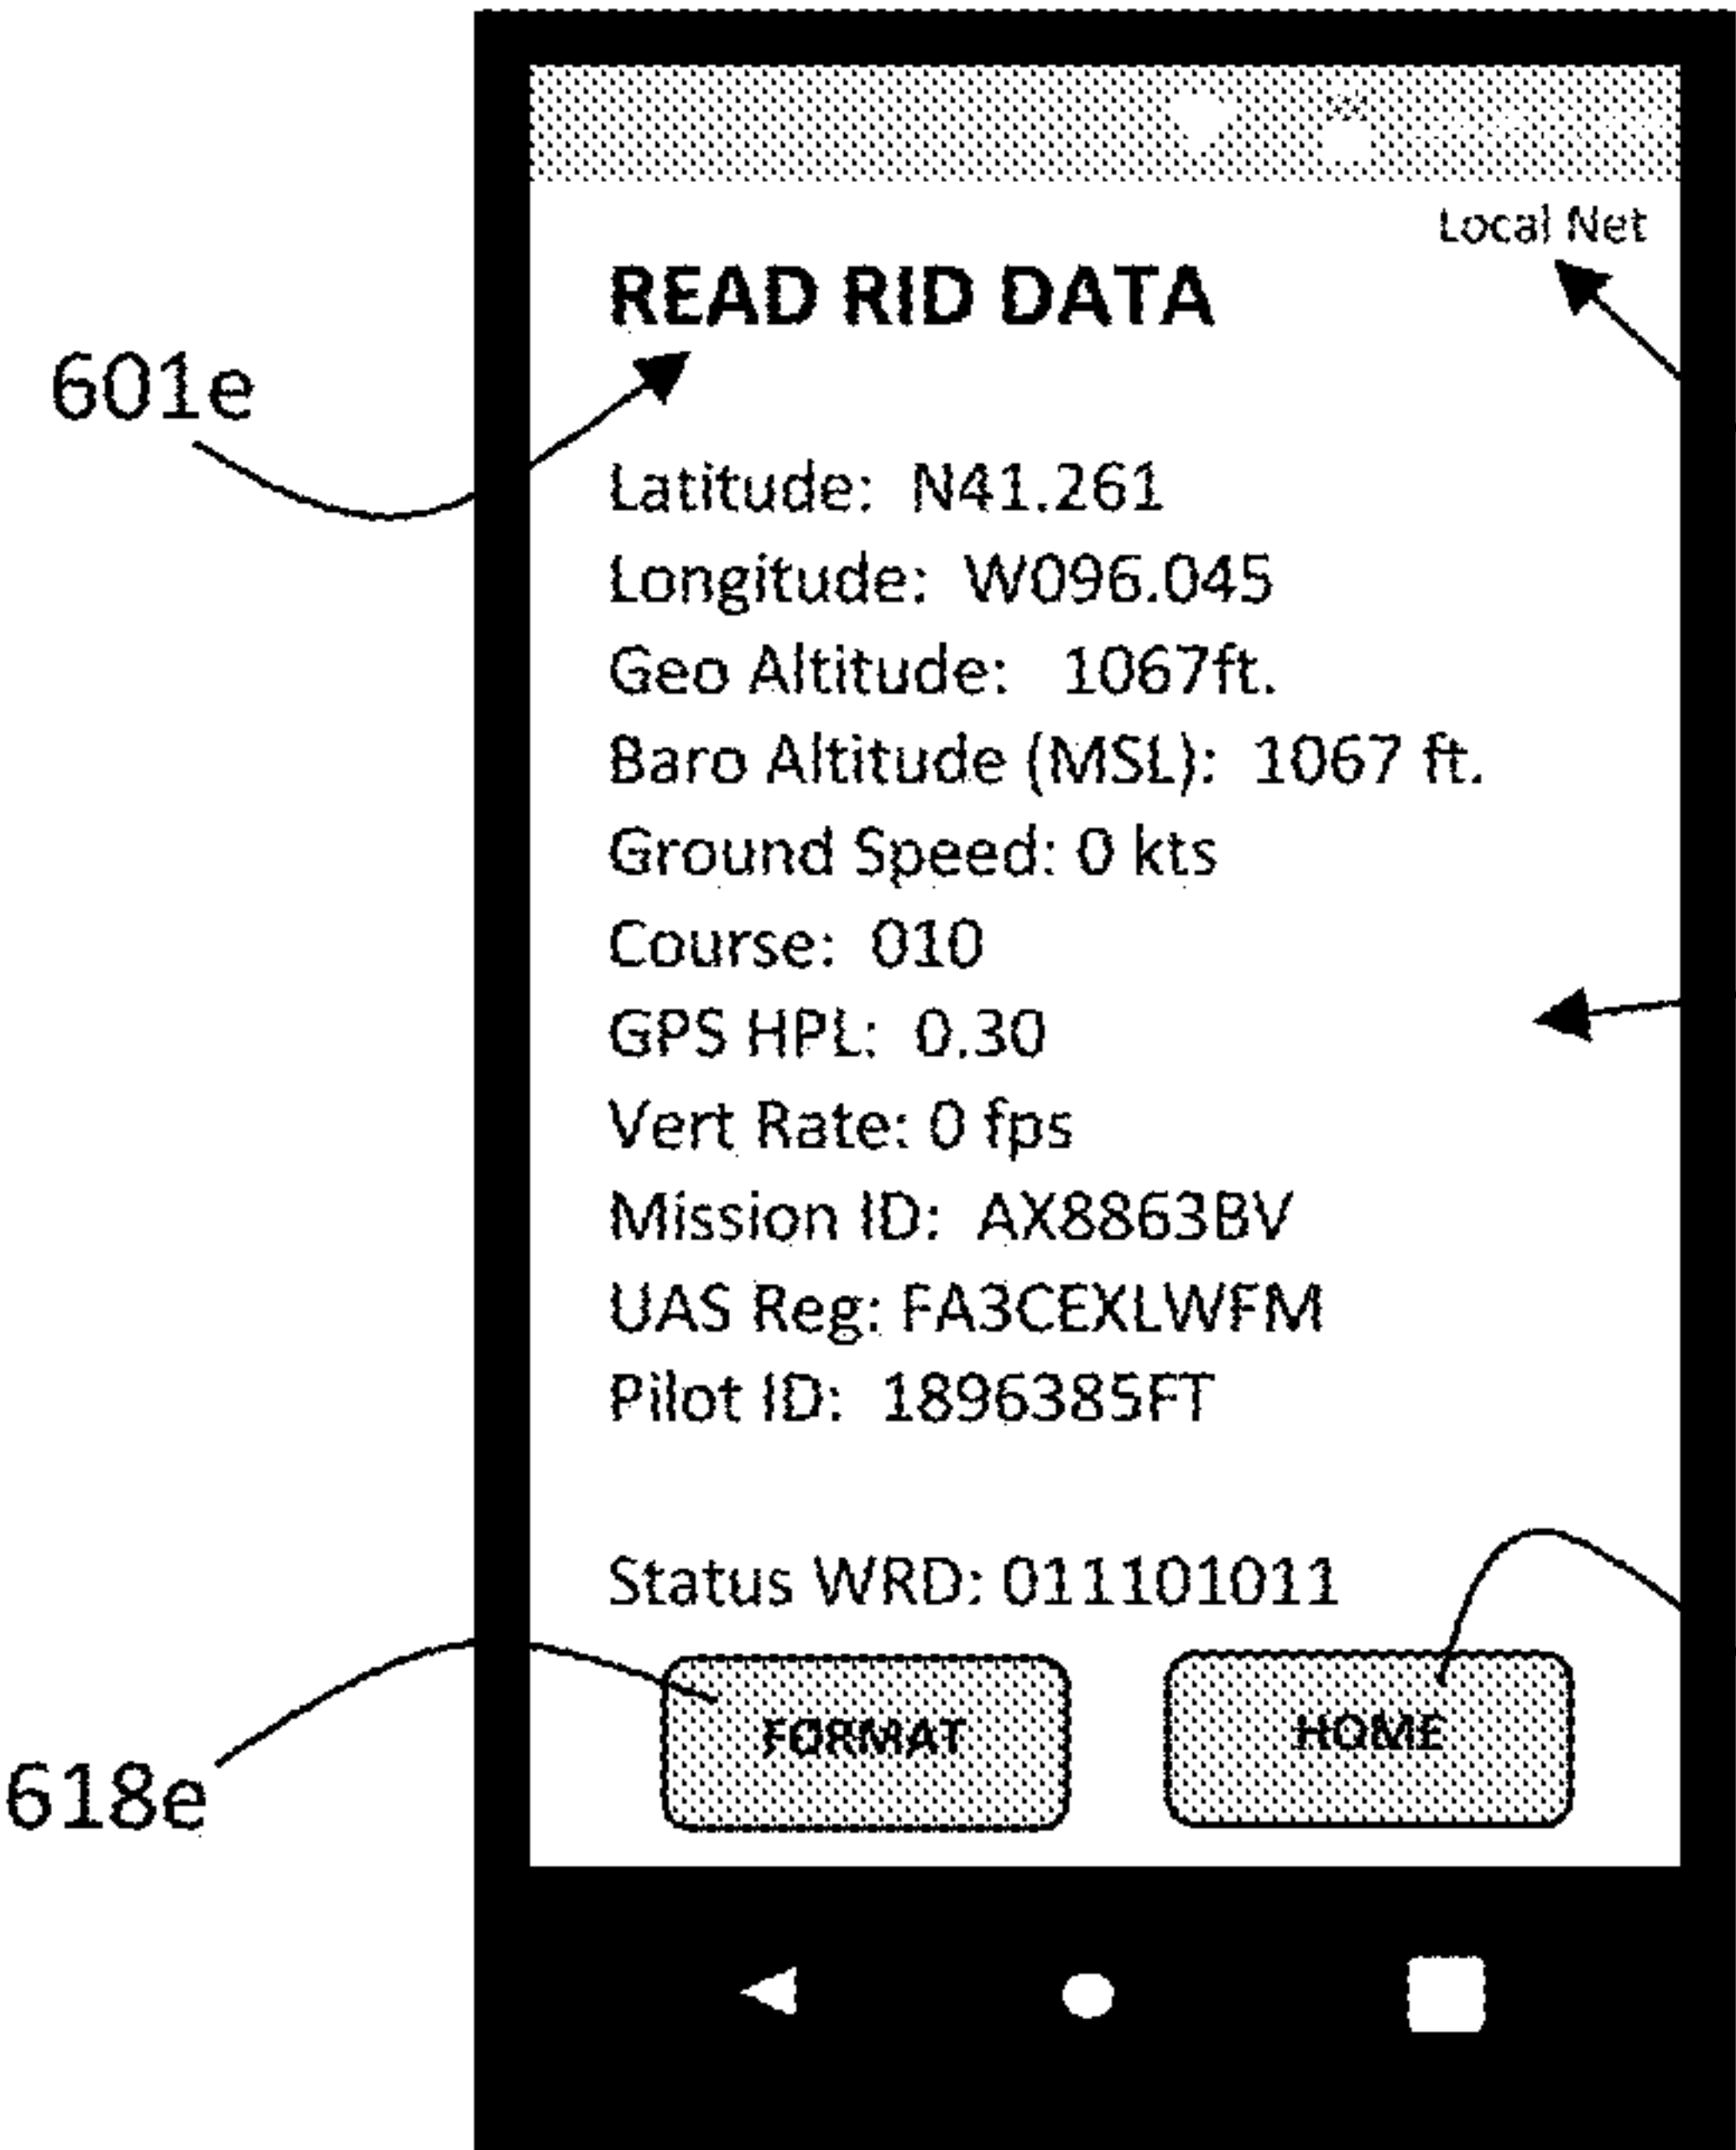 Local Net
READ RID DATA
601e
Latitude: N41.261
Longitude: W096.045
Geo Altitude: 1067ft.
Baro Altitude (MSL): 1067 ft.
Ground Speed: 0 kts
Course: 010
GPS HPL: 0.30
Vert Rate: 0 fps
Mission ID: AX8863BV
UAS Reg: FA3CEXLWFM
Pilot ID: 1896385FT
Status WRD: 011101011
FORMAT HOME
618e